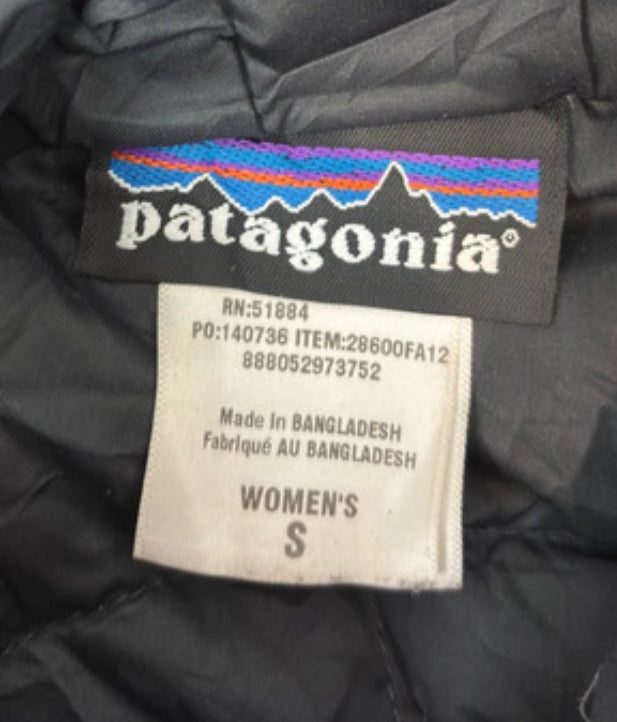 patagonia®
RN:51884
PO:140736 ITEM:28600FA12
888052973752
Made In BANGLADESH
Fabriqué AU BANGLADESH
WOMEN'S
S